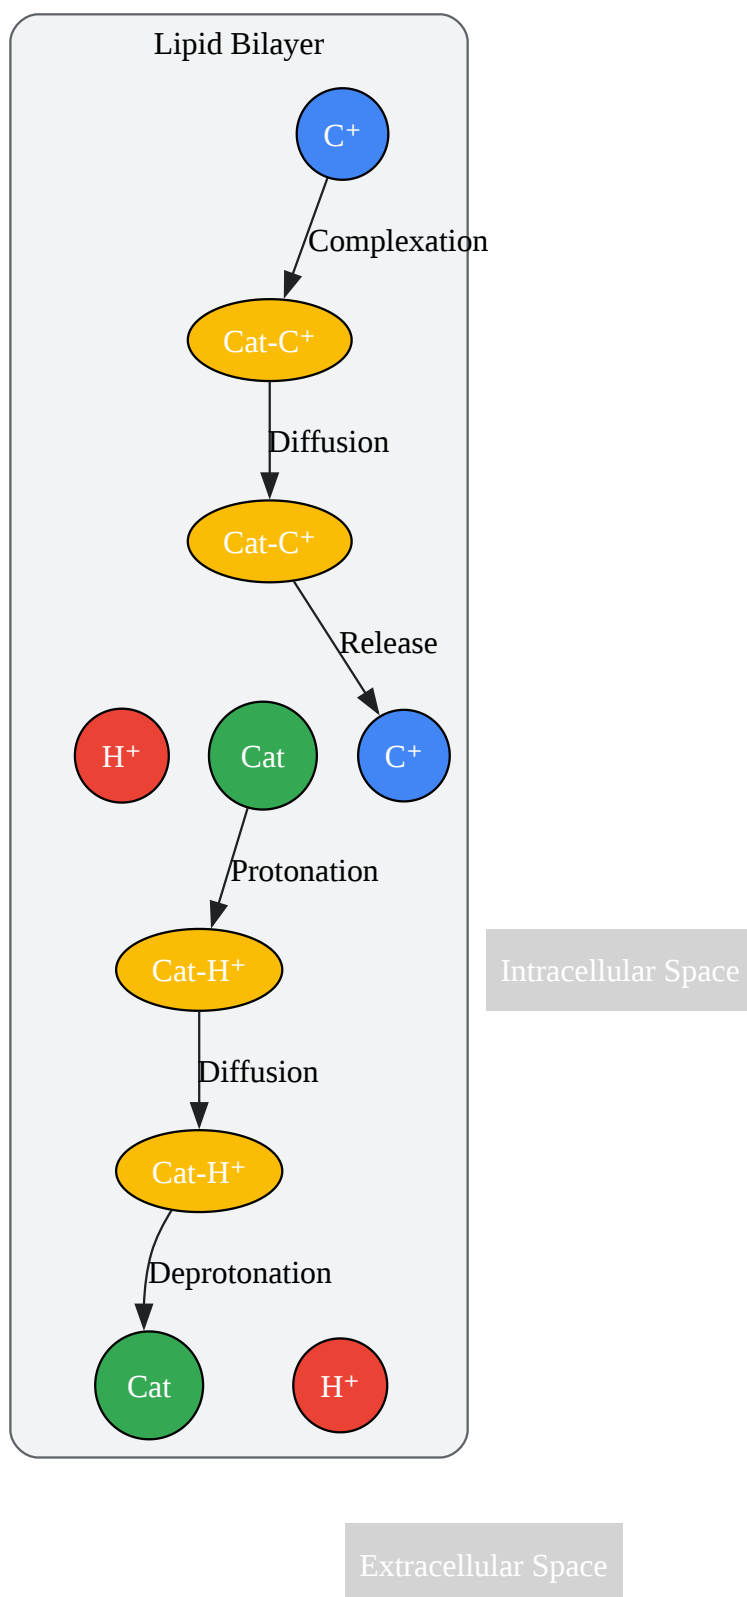 Lipid Bilayer
C⁺
Complexation
Cat-C⁺
Diffusion
Cat-C⁺
Release
H⁺
Cat
C⁺
Protonation
Cat-H⁺
Intracellular Space
Diffusion
Cat-H⁺
Deprotonation
Cat
H⁺
Extracellular Space